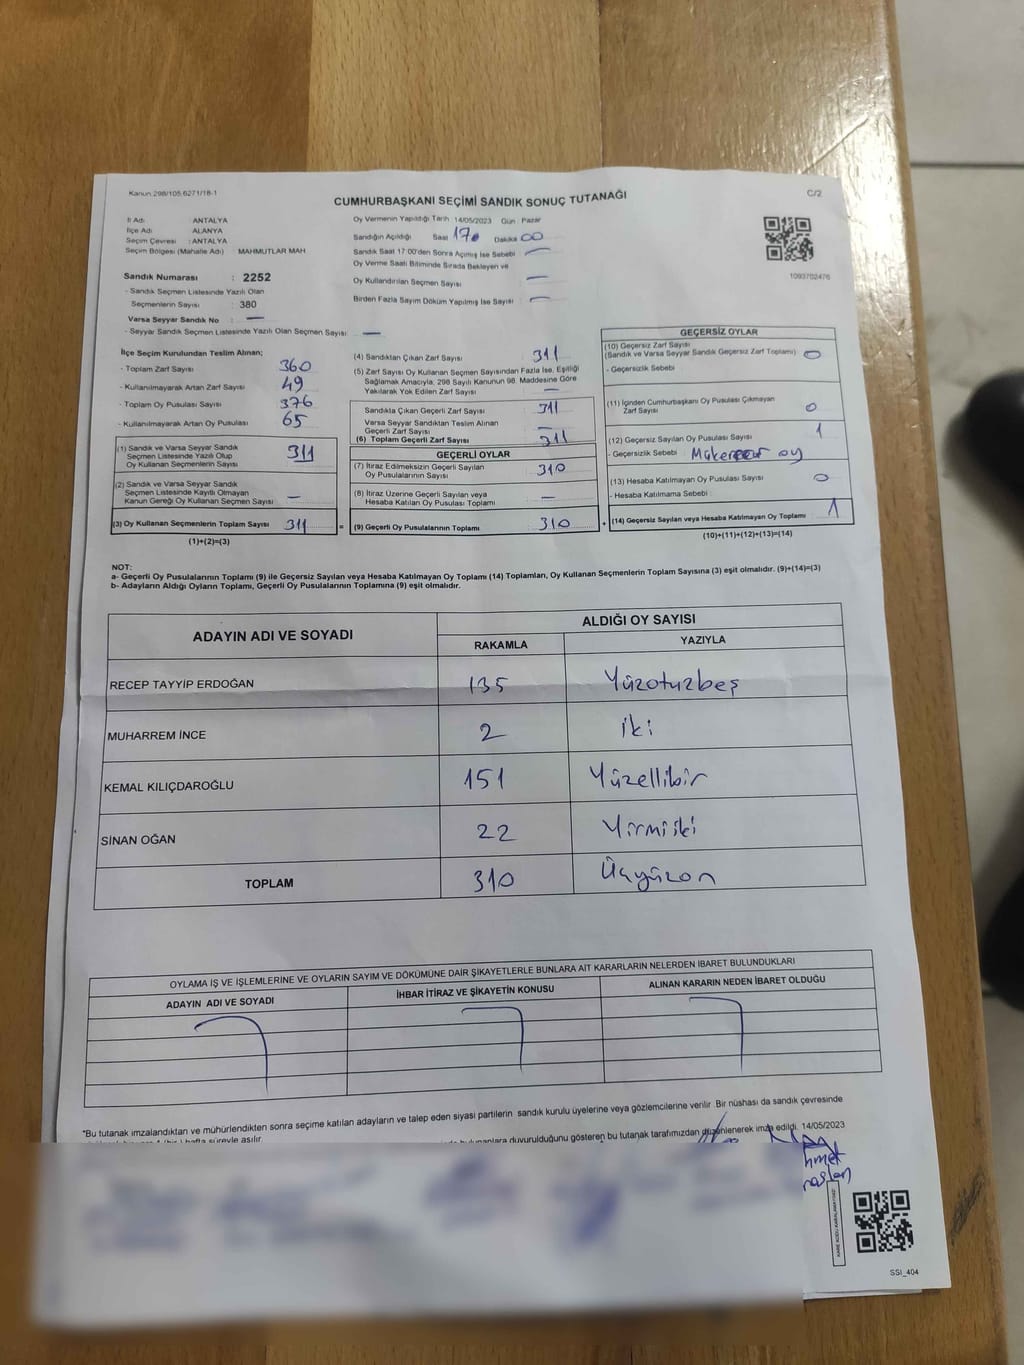 Kanun 298/105,6271/18-1
CUMHURBAŞKANI SEÇİMİ SANDIK SONUÇ TUTANAĞI
C/2
İl Adı : ANTALYA
İlçe Adı : ALANYA
Seçim Çevresi : ANTALYA
Seçim Bölgesi (Mahalle Adı) : MAHMUTLAR MAH
Sandık Numarası : 2252
- Sandık Seçmen Listesinde Yazılı Olan
Seçmenlerin Sayısı : 380
Varsa Seyyar Sandık No : —
- Seyyar Sandık Seçmen Listesinde Yazılı Olan Seçmen Sayısı : —
Oy Vermenin Yapıldığı Tarih : 14/05/2023 Gün : Pazar
Sandığın Açıldığı Saat 17 Dakika 00
Sandık Saat 17:00'den Sonra Açılmış İse Sebebi —
Oy Verme Saati Bitiminde Sırada Bekleyen ve
Oy Kullandırılan Seçmen Sayısı —
Birden Fazla Sayım Döküm Yapılmış İse Sayısı : —
1093702476
İlçe Seçim Kurulundan Teslim Alınan;
- Toplam Zarf Sayısı 360
- Kullanılmayarak Artan Zarf Sayısı 49
- Toplam Oy Pusulası Sayısı 376
- Kullanılmayarak Artan Oy Pusulası 65
(1) Sandık ve Varsa Seyyar Sandık
Seçmen Listesinde Yazılı Olup
Oy Kullanan Seçmenlerin Sayısı 311
(2) Sandık ve Varsa Seyyar Sandık
Seçmen Listesinde Kayıtlı Olmayan
Kanun Gereği Oy Kullanan Seçmen Sayısı —
(3) Oy Kullanan Seçmenlerin Toplam Sayısı 311
(1)+(2)=(3)
=
(4) Sandıktan Çıkan Zarf Sayısı 311
(5) Zarf Sayısı Oy Kullanan Seçmen Sayısından Fazla İse, Eşitliği
Sağlamak Amacıyla, 298 Sayılı Kanunun 98. Maddesine Göre
Yakılarak Yok Edilen Zarf Sayısı —
Sandıkla Çıkan Geçerli Zarf Sayısı 311
Varsa Seyyar Sandıktan Teslim Alınan
Geçerli Zarf Sayısı —
(6) Toplam Geçerli Zarf Sayısı 311
GEÇERLİ OYLAR
(7) İtiraz Edilmeksizin Geçerli Sayılan
Oy Pusulalarının Sayısı 310
(8) İtiraz Üzerine Geçerli Sayılan veya
Hesaba Katılan Oy Pusulası Toplamı —
(9) Geçerli Oy Pusulalarının Toplamı 310
+
GEÇERSİZ OYLAR
(10) Geçersiz Zarf Sayısı
(Sandık ve Varsa Seyyar Sandık Geçersiz Zarf Toplamı) 0
- Geçersizlik Sebebi
(11) İçinden Cumhurbaşkanı Oy Pusulası Çıkmayan
Zarf Sayısı 0
(12) Geçersiz Sayılan Oy Pusulası Sayısı 1
- Geçersizlik Sebebi Mükerrer oy
(13) Hesaba Katılmayan Oy Pusulası Sayısı 0
- Hesaba Katılmama Sebebi
(14) Geçersiz Sayılan veya Hesaba Katılmayan Oy Toplamı 1
(10)+(11)+(12)+(13)=(14)
NOT:
a- Geçerli Oy Pusulalarının Toplamı (9) ile Geçersiz Sayılan veya Hesaba Katılmayan Oy Toplamı (14) Toplamları, Oy Kullanan Seçmenlerin Toplam Sayısına (3) eşit olmalıdır. (9)+(14)=(3)
b- Adayların Aldığı Oyların Toplamı, Geçerli Oy Pusulalarının Toplamına (9) eşit olmalıdır.
ADAYIN ADI VE SOYADI
ALDIĞI OY SAYISI
RAKAMLA YAZIYLA
RECEP TAYYİP ERDOĞAN 135 Yüzotuzbeş
MUHARREM İNCE 2 iki
KEMAL KILIÇDAROĞLU 151 Yüzellibir
SİNAN OĞAN 22 Yirmiiki
TOPLAM 310 Üçyüzon
OYLAMA İŞ VE İŞLEMLERİNE VE OYLARIN SAYIM VE DÖKÜMÜNE DAİR ŞİKAYETLERLE BUNLARA AİT KARARLARIN NELERDEN İBARET BULUNDUKLARI
ADAYIN ADI VE SOYADI İHBAR İTİRAZ VE ŞİKAYETİN KONUSU ALINAN KARARIN NEDEN İBARET OLDUĞU
*Bu tutanak imzalandıktan ve mühürlendikten sonra seçime katılan adayların ve talep eden siyasi partilerin sandık kurulu üyelerine veya gözlemcilerine verilir. Bir nüshası da sandık çevresinde
süreyle asılır. duyurulduğunu gösteren bu tutanak tarafımızdan düzenlenerek imza edildi. 14/05/2023
KARE KODU KARALAMAYINIZ
SSI_404